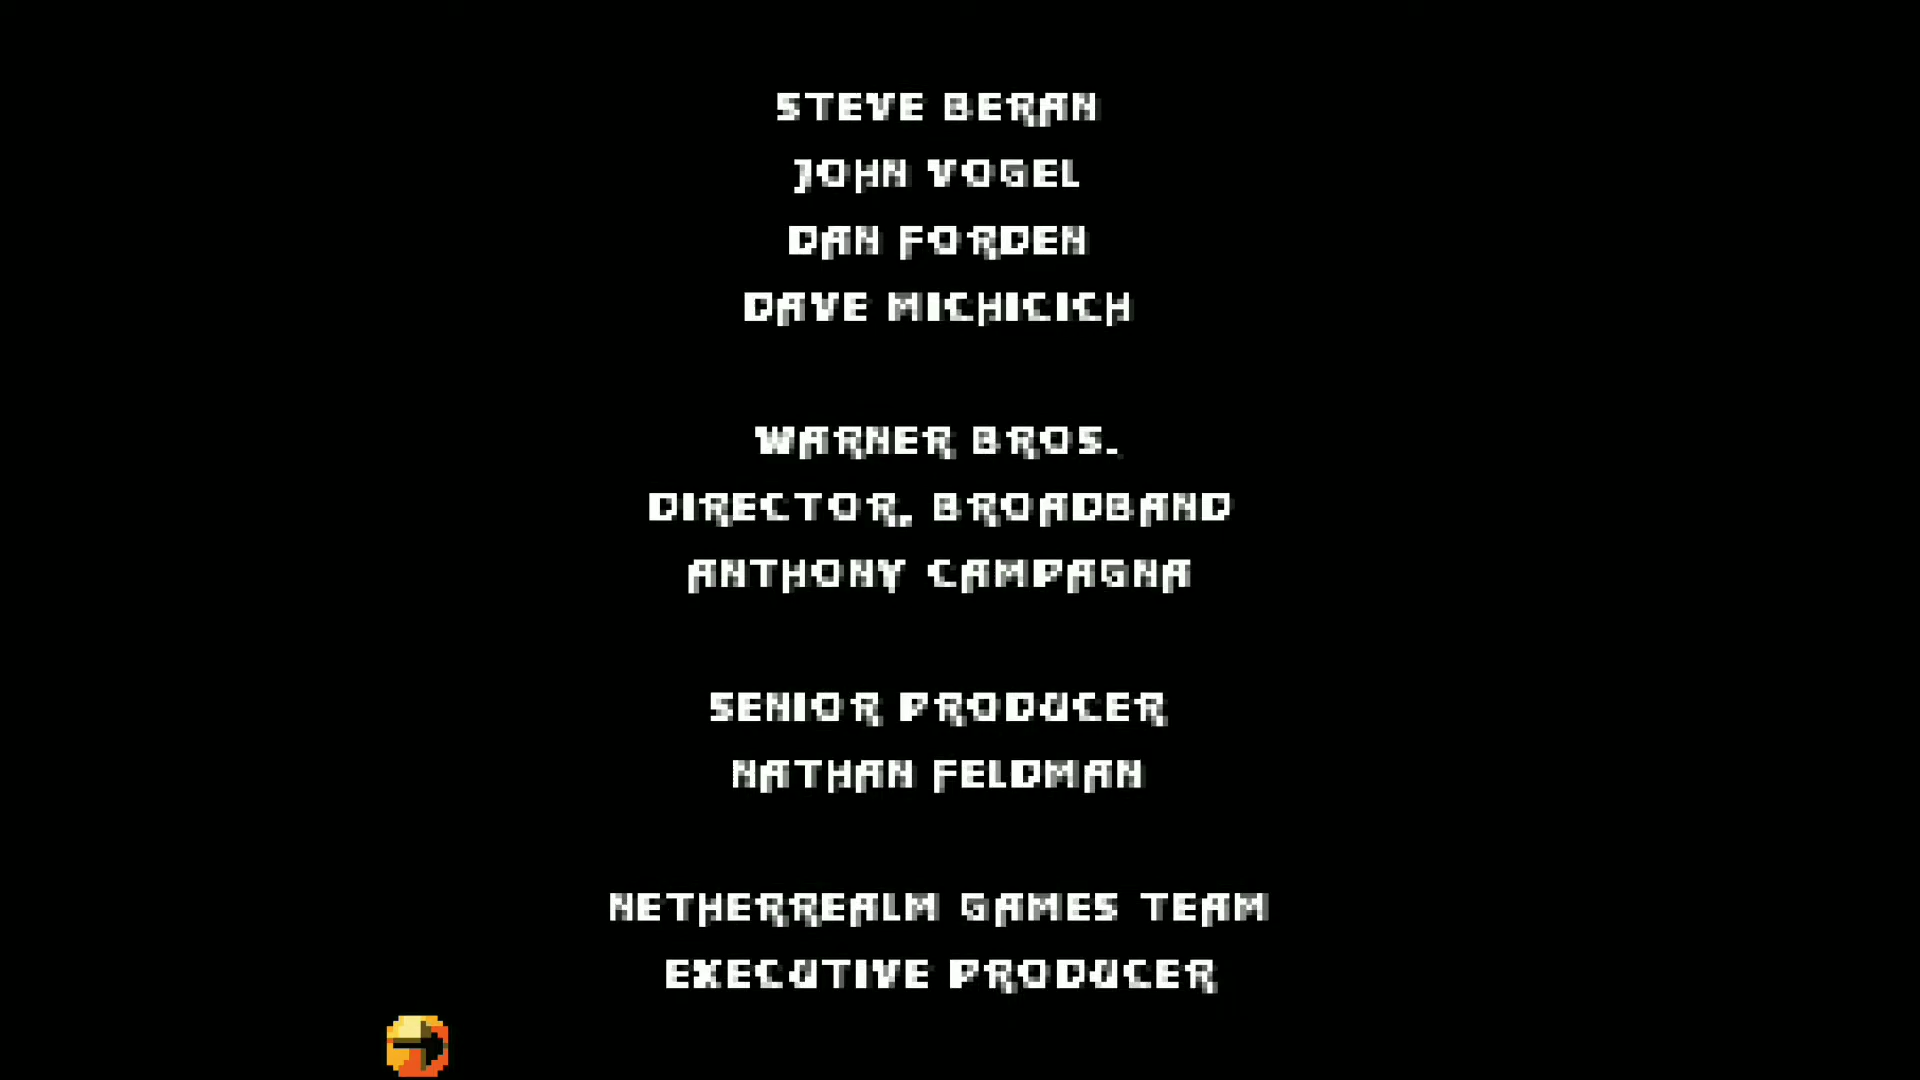 STEVE BERAN
JOHN VOGEL
DAN FORDEN
DAVE MICHICICH
WARNER BROS.
DIRECTOR, BROADBAND
ANTHONY CAMPAGNA
SENIOR PRODUCER
NATHAN FELDMAN
NETHERREALM GAMES TEAM
EXECUTIVE PRODUCER